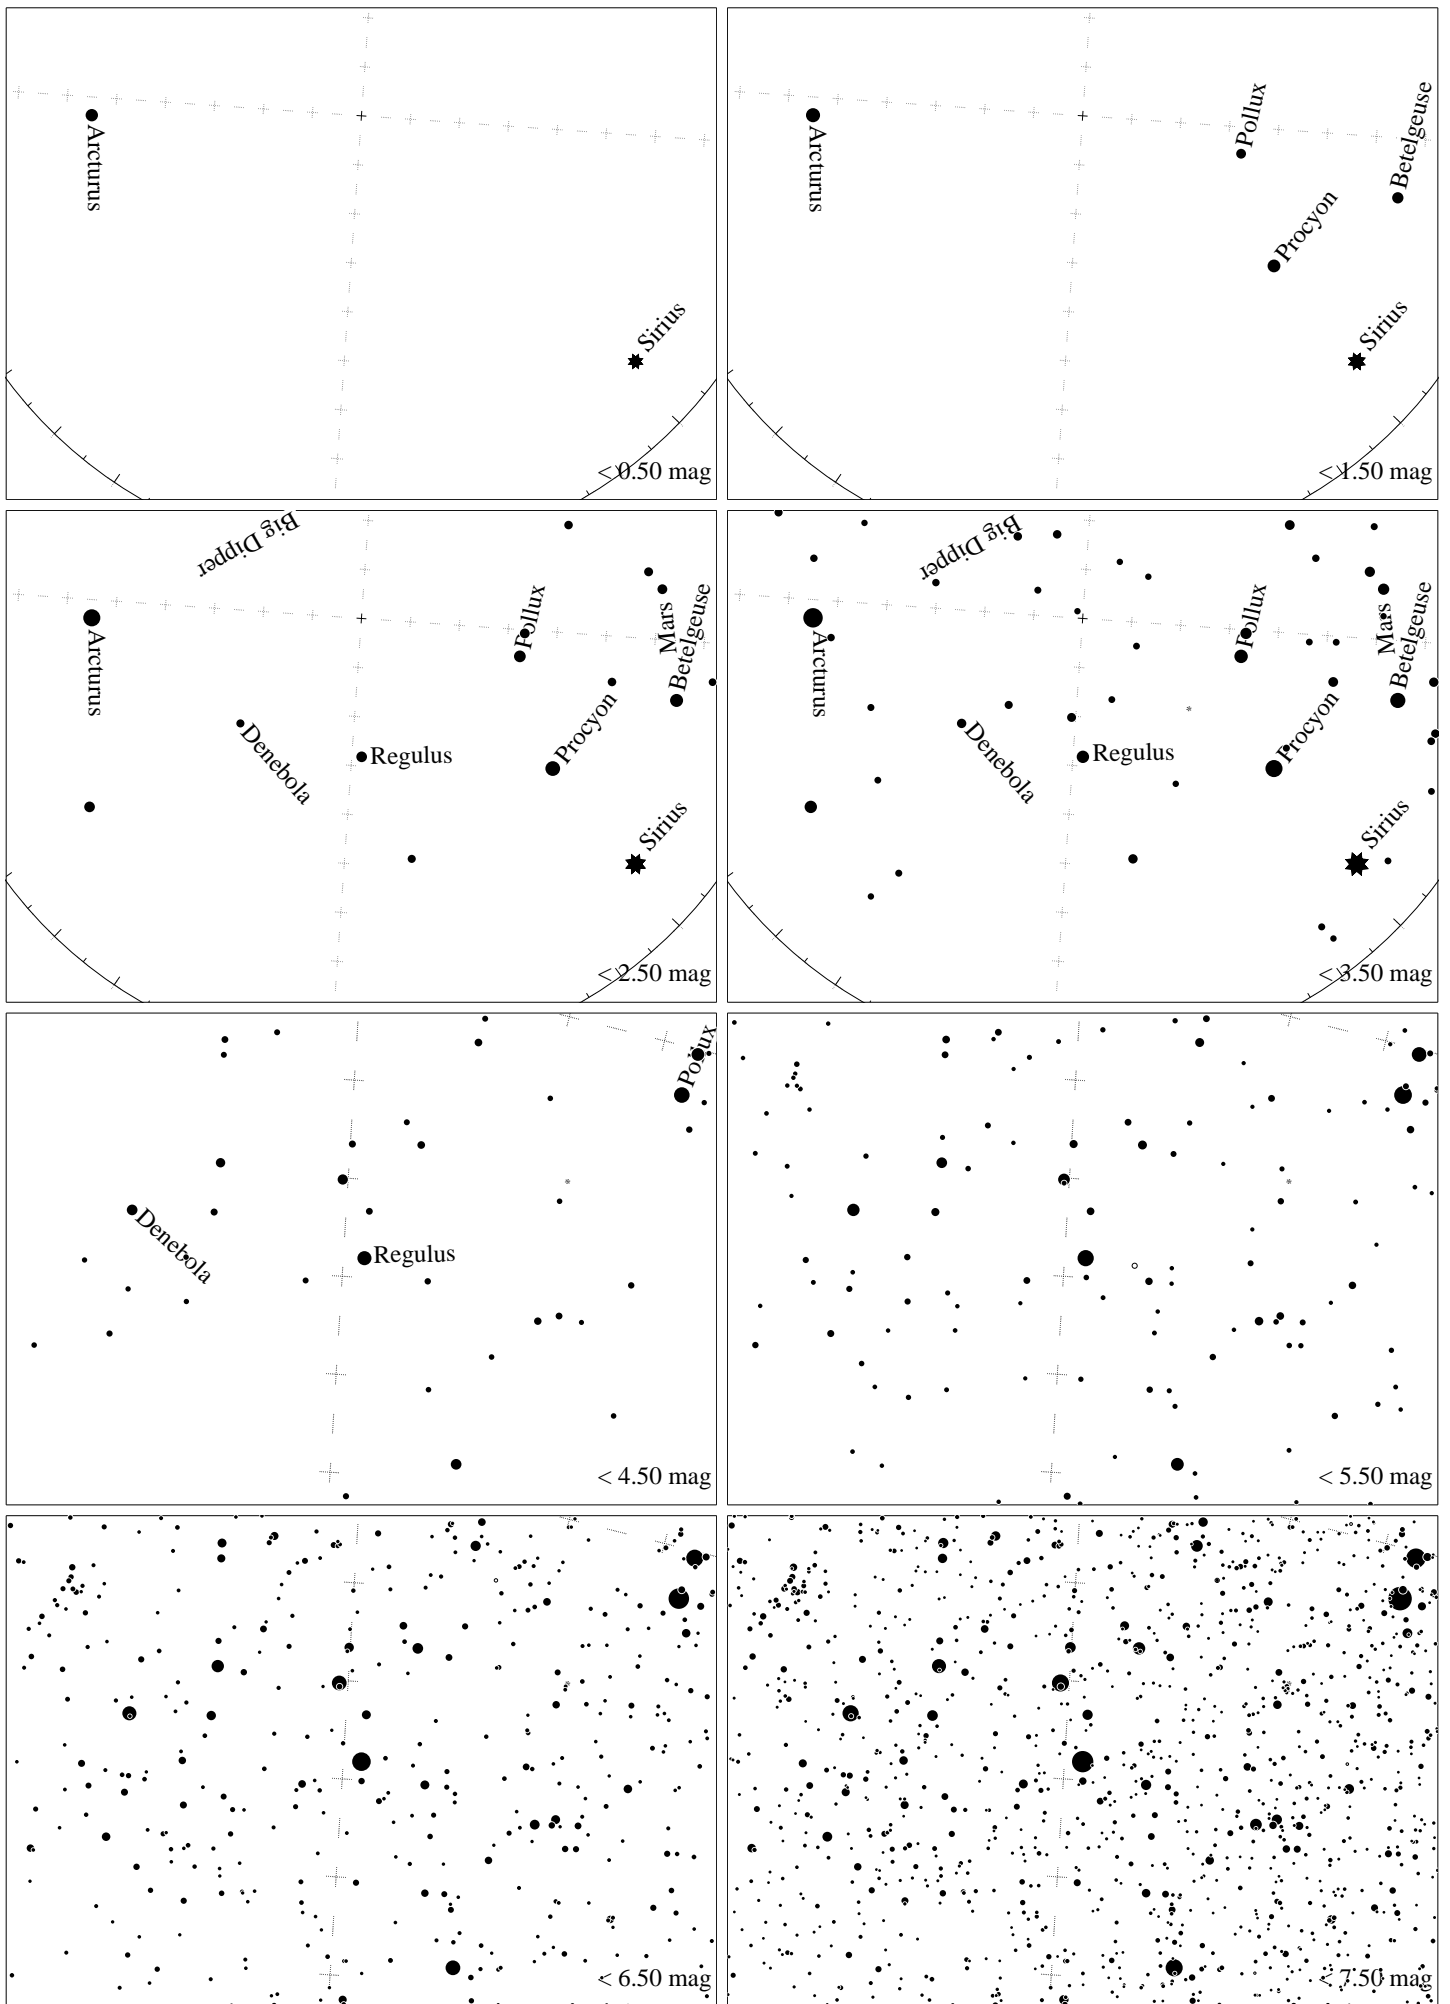 Arcturus
Sirius
< 0.50 mag
Arcturus
Pollux
Betelgeuse
Procyon
Sirius
< 1.50 mag
Big Dipper
Arcturus
Pollux
Mars
Betelgeuse
Denebola
Regulus
Procyon
Sirius
< 2.50 mag
Big Dipper
Arcturus
Pollux
Mars
Betelgeuse
Denebola
Regulus
Procyon
Sirius
< 3.50 mag
Pollux
Denebola
Regulus
< 4.50 mag
< 5.50 mag
< 6.50 mag
< 7.50 mag